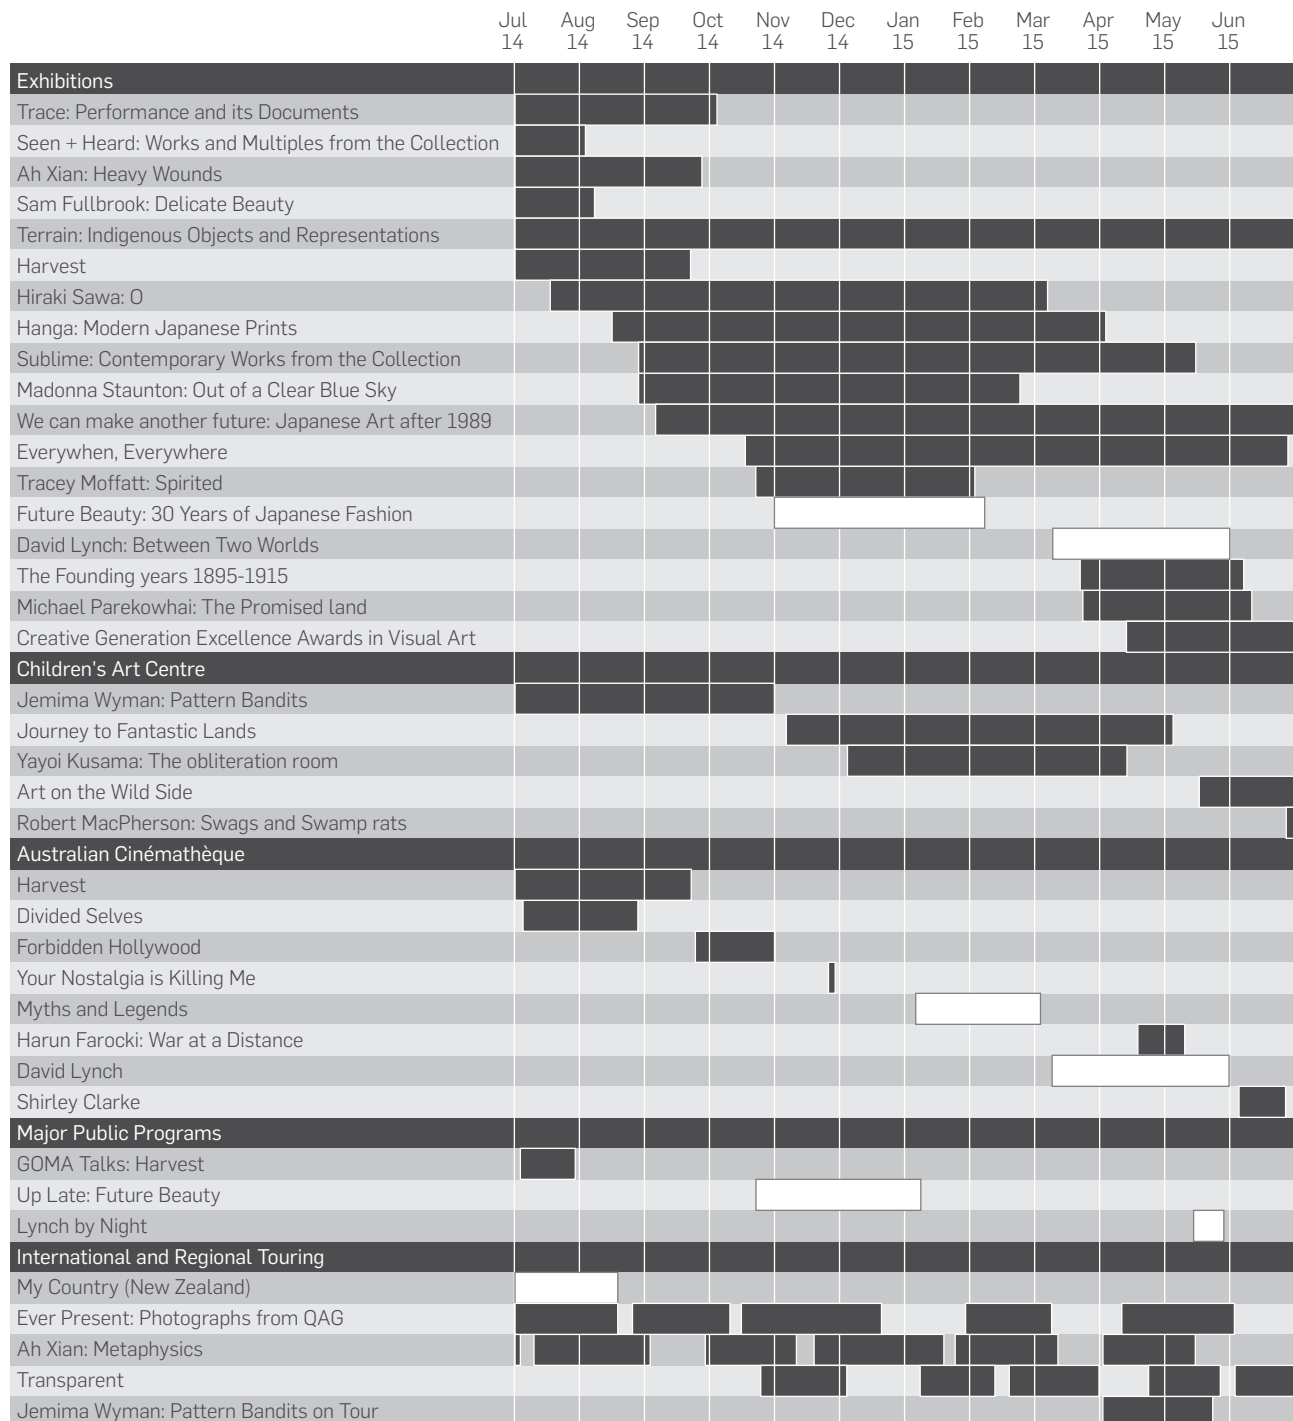 Jul Aug Sep Oct Nov Dec Jan Feb Mar Apr May Jun
14 14 14 14 14 14 15 15 15 15 15 15
Exhibitions
Trace: Performance and its Documents
Seen + Heard: Works and Multiples from the Collection
Ah Xian: Heavy Wounds
Sam Fullbrook: Delicate Beauty
Terrain: Indigenous Objects and Representations
Harvest
Hiraki Sawa: O
Hanga: Modern Japanese Prints
Sublime: Contemporary Works from the Collection
Madonna Staunton: Out of a Clear Blue Sky
We can make another future: Japanese Art after 1989
Everywhen, Everywhere
Tracey Moffatt: Spirited
Future Beauty: 30 Years of Japanese Fashion
David Lynch: Between Two Worlds
The Founding years 1895-1915
Michael Parekowhai: The Promised land
Creative Generation Excellence Awards in Visual Art
Children's Art Centre
Jemima Wyman: Pattern Bandits
Journey to Fantastic Lands
Yayoi Kusama: The obliteration room
Art on the Wild Side
Robert MacPherson: Swags and Swamp rats
Australian Cinémathèque
Harvest
Divided Selves
Forbidden Hollywood
Your Nostalgia is Killing Me
Myths and Legends
Harun Farocki: War at a Distance
David Lynch
Shirley Clarke
Major Public Programs
GOMA Talks: Harvest
Up Late: Future Beauty
Lynch by Night
International and Regional Touring
My Country (New Zealand)
Ever Present: Photographs from QAG
Ah Xian: Metaphysics
Transparent
Jemima Wyman: Pattern Bandits on Tour